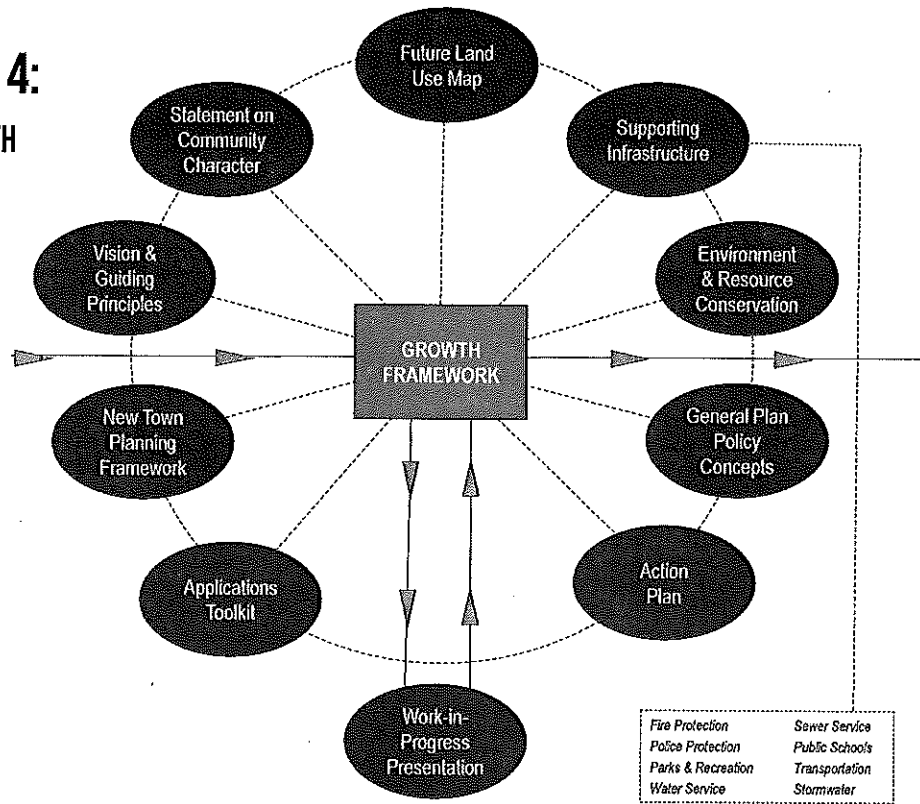 4:
TH
Future Land
Use Map
Statement on
Community
Character
Supporting
Infrastructure
Vision &
Guiding
Principles
Environment
& Resource
Conservation
GROWTH
FRAMEWORK
New Town
Planning
Framework
General Plan
Policy
Concepts
Applications
Toolkit
Action
Plan
Work-in-
Progress
Presentation
Fire Protection Sewer Service
Police Protection Public Schools
Parks & Recreation Transportation
Water Service Stormwater